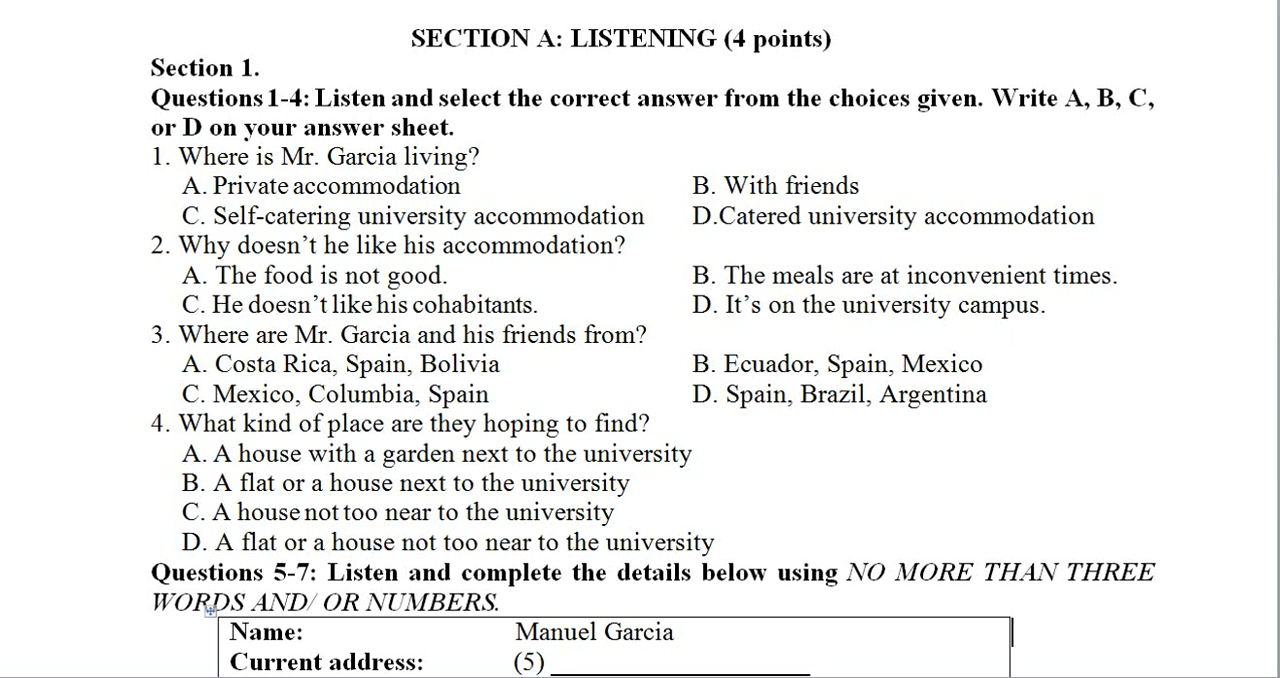 SECTION A: LISTENING (4 points)
Section 1.
Questions 1-4: Listen and select the correct answer from the choices given. Write A, B, C,
or D on your answer sheet.
1. Where is Mr. Garcia living?
A. Private accommodation B. With friends
C. Self-catering university accommodation D.Catered university accommodation
2. Why doesn’t he like his accommodation?
A. The food is not good. B. The meals are at inconvenient times.
C. He doesn’t like his cohabitants. D. It’s on the university campus.
3. Where are Mr. Garcia and his friends from?
A. Costa Rica, Spain, Bolivia B. Ecuador, Spain, Mexico
C. Mexico, Columbia, Spain D. Spain, Brazil, Argentina
4. What kind of place are they hoping to find?
A. A house with a garden next to the university
B. A flat or a house next to the university
C. A house not too near to the university
D. A flat or a house not too near to the university
Questions 5-7: Listen and complete the details below using NO MORE THAN THREE
WORDS AND/ OR NUMBERS.
Name: Manuel Garcia
Current address: (5) ____________________